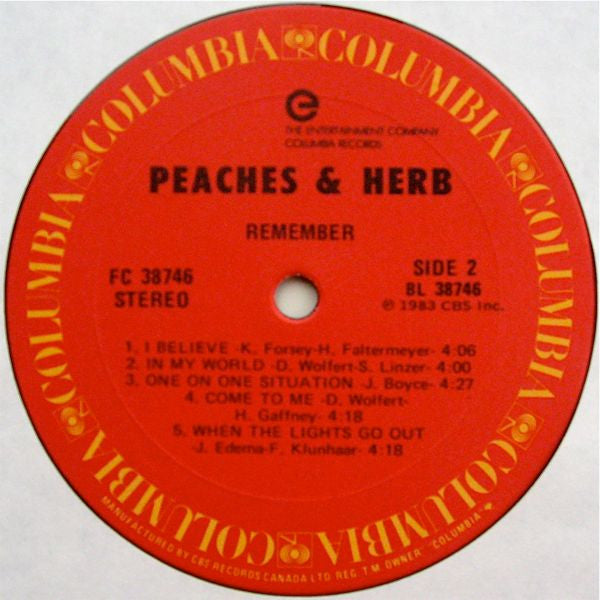 COLUMBIA COLUMBIA COLUMBIA COLUMBIA COLUMBIA COLUMBIA COLUMBIA COLUMBIA
e
THE ENTERTAINMENT COMPANY
COLUMBIA RECORDS
PEACHES & HERB
REMEMBER
FC 38746
STEREO
SIDE 2
BL 38746
℗ 1983 CBS Inc.
1. I BELIEVE -K. Forsey-H. Faltermeyer- 4:06
2. IN MY WORLD -D. Wolfert-S. Linzer- 4:00
3. ONE ON ONE SITUATION -J. Boyce- 4:27
4. COME TO ME -D. Wolfert-
H. Gaffney- 4:18
5. WHEN THE LIGHTS GO OUT
-J. Edema-F. Klunhaar- 4:18
MANUFACTURED BY CBS RECORDS CANADA LTD REG. T.M. OWNER "COLUMBIA"